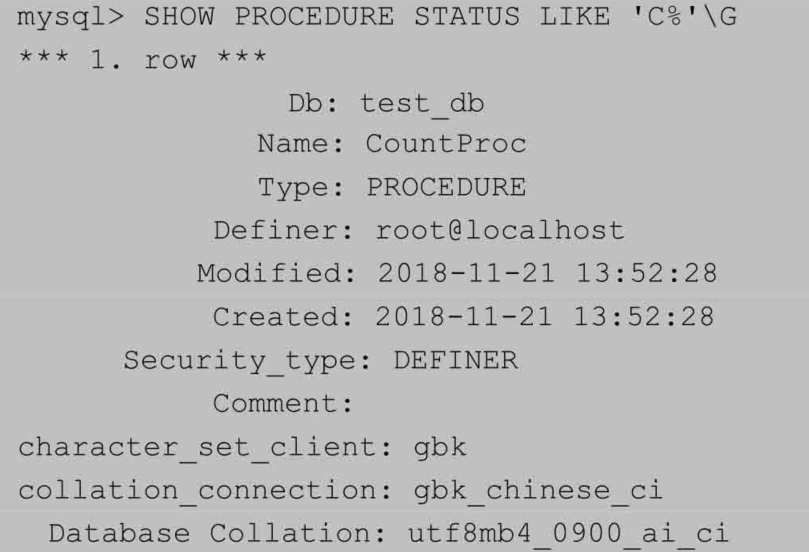 mysql> SHOW PROCEDURE STATUS LIKE 'C%'\G
*** 1. row ***
Db: test_db
Name: CountProc
Type: PROCEDURE
Definer: root@localhost
Modified: 2018-11-21 13:52:28
Created: 2018-11-21 13:52:28
Security_type: DEFINER
Comment:
character_set_client: gbk
collation_connection: gbk_chinese_ci
Database Collation: utf8mb4_0900_ai_ci